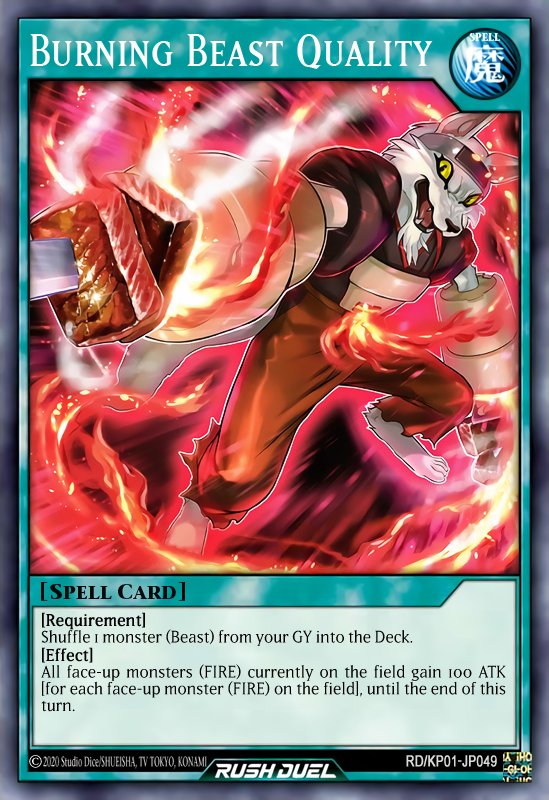 BURNING BEAST QUALITY
SPELL
魔
[SPELL CARD]
[Requirement]
Shuffle 1 monster (Beast) from your GY into the Deck.
[Effect]
All face-up monsters (FIRE) currently on the field gain 100 ATK
[for each face-up monster (FIRE) on the field], until the end of this
turn.
©2020 Studio Dice/SHUEISHA, TV TOKYO, KONAMI
RUSH DUEL
RD/KP01-JP049